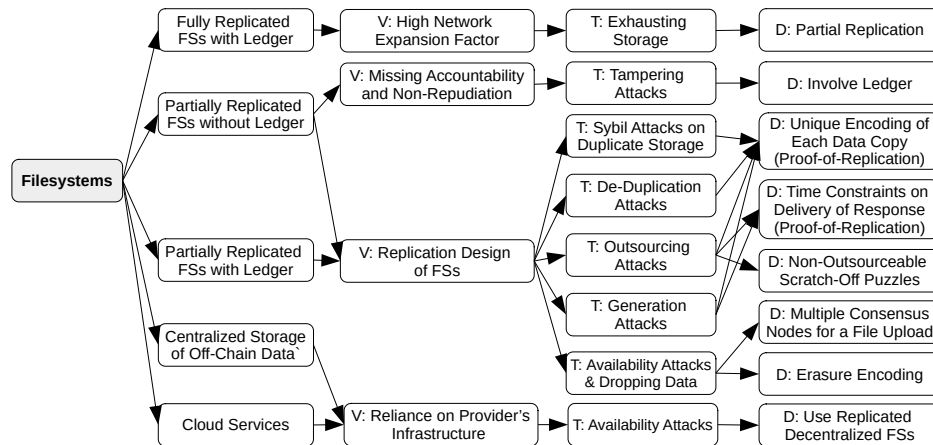 Fully Replicated
FSs with Ledger
V: High Network
Expansion Factor
T: Exhausting
Storage
D: Partial Replication
Partially Replicated
FSs without Ledger
V: Missing Accountability
and Non-Repudiation
T: Tampering
Attacks
D: Involve Ledger
T: Sybil Attacks on
Duplicate Storage
D: Unique Encoding of
Each Data Copy
(Proof-of-Replication)
Filesystems
T: De-Duplication
Attacks
D: Time Constraints on
Delivery of Response
(Proof-of-Replication)
Partially Replicated
FSs with Ledger
V: Replication Design
of FSs
T: Outsourcing
Attacks
D: Non-Outsourceable
Scratch-Off Puzzles
T: Generation
Attacks
D: Multiple Consensus
Nodes for a File Upload
Centralized Storage
of Off-Chain Data`
T: Availability Attacks
& Dropping Data
D: Erasure Encoding
Cloud Services
V: Reliance on Provider's
Infrastructure
T: Availability Attacks
D: Use Replicated
Decentralized FSs